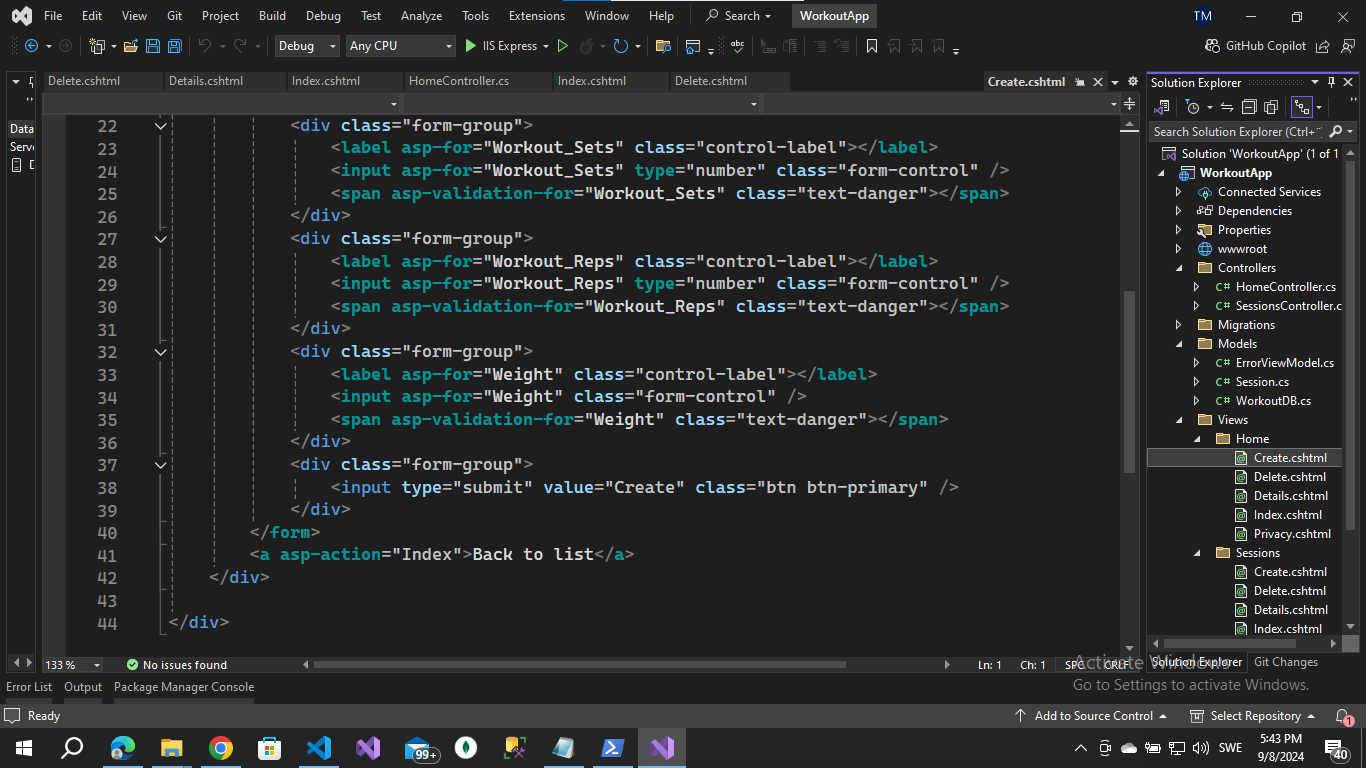 File Edit View Git Project Build Debug Test Analyze Tools Extensions Window Help Search WorkoutApp TM
Debug Any CPU IIS Express GitHub Copilot
Delete.cshtml Details.cshtml Index.cshtml HomeController.cs Index.cshtml Delete.cshtml Create.cshtml
Solution Explorer
Search Solution Explorer (Ctrl+
Data
Serv
22 <div class="form-group">
23 <label asp-for="Workout_Sets" class="control-label"></label>
24 <input asp-for="Workout_Sets" type="number" class="form-control" />
25 <span asp-validation-for="Workout_Sets" class="text-danger"></span>
26 </div>
27 <div class="form-group">
28 <label asp-for="Workout_Reps" class="control-label"></label>
29 <input asp-for="Workout_Reps" type="number" class="form-control" />
30 <span asp-validation-for="Workout_Reps" class="text-danger"></span>
31 </div>
32 <div class="form-group">
33 <label asp-for="Weight" class="control-label"></label>
34 <input asp-for="Weight" class="form-control" />
35 <span asp-validation-for="Weight" class="text-danger"></span>
36 </div>
37 <div class="form-group">
38 <input type="submit" value="Create" class="btn btn-primary" />
39 </div>
40 </form>
41 <a asp-action="Index">Back to list</a>
42 </div>
43
44 </div>
Solution 'WorkoutApp' (1 of 1
WorkoutApp
Connected Services
Dependencies
Properties
wwwroot
Controllers
C# HomeController.cs
C# SessionsController.c
Migrations
Models
C# ErrorViewModel.cs
C# Session.cs
C# WorkoutDB.cs
Views
Home
Create.cshtml
Delete.cshtml
Details.cshtml
Index.cshtml
Privacy.cshtml
Sessions
Create.cshtml
Delete.cshtml
Details.cshtml
Index.cshtml
133 % No issues found Ln: 1 Ch: 1 SPC CRLF
Solution Explorer Git Changes
Activate Windows
Go to Settings to activate Windows.
Error List Output Package Manager Console
Ready Add to Source Control Select Repository 1
99+ SWE 5:43 PM
9/8/2024 40